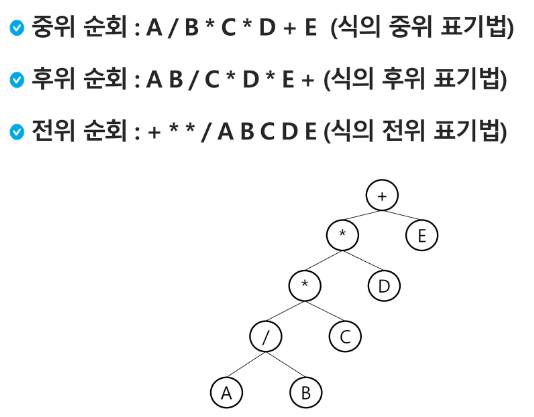 중위 순회 : A / B * C * D + E (식의 중위 표기법)
후위 순회 : A B / C * D * E + (식의 후위 표기법)
전위 순회 : + * * / A B C D E (식의 전위 표기법)
+
* E
* D
/ C
A B